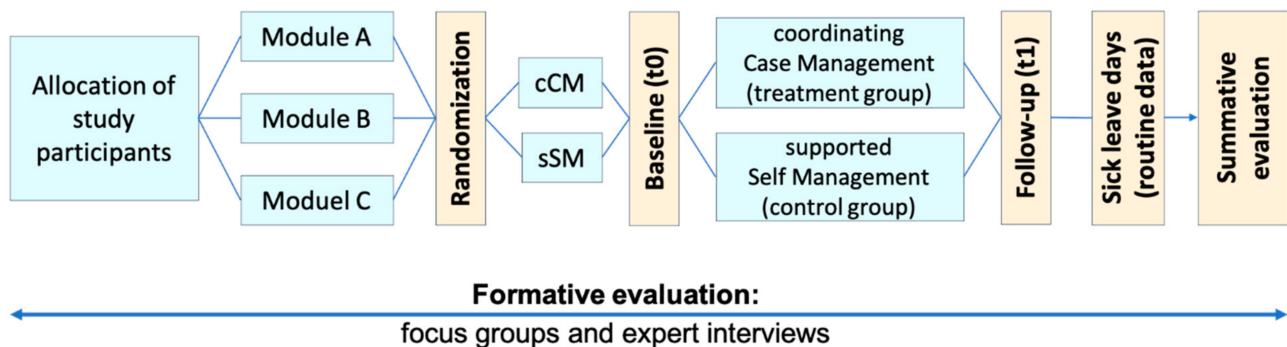 Allocation of
study
participants
Module A
Module B
Moduel C
Randomization
cCM
sSM
Baseline (t0)
coordinating
Case Management
(treatment group)
supported
Self Management
(control group)
Follow-up (t1)
Sick leave days
(routine data)
Summative
evaluation
Formative evaluation:
focus groups and expert interviews